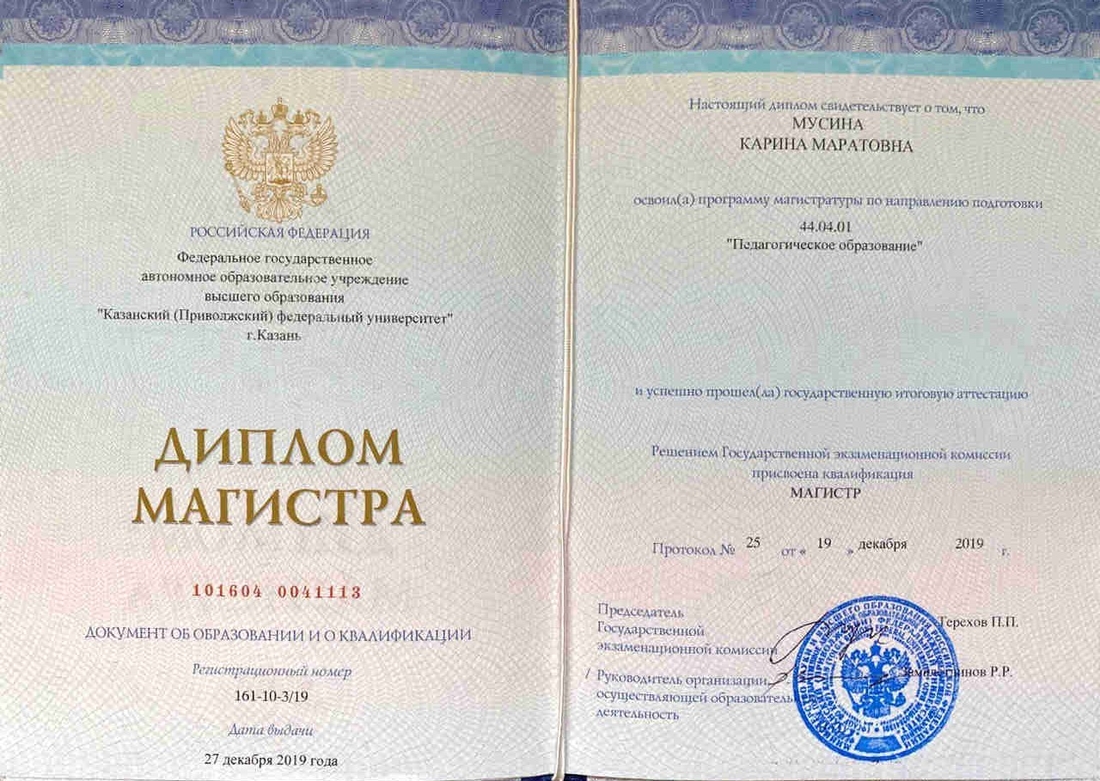 РОССИЙСКАЯ ФЕДЕРАЦИЯ
Федеральное государственное
автономное образовательное учреждение
высшего образования
"Казанский (Приволжский) федеральный университет"
г.Казань
ДИПЛОМ
МАГИСТРА
101604 0041113
ДОКУМЕНТ ОБ ОБРАЗОВАНИИ И О КВАЛИФИКАЦИИ
Регистрационный номер
161-10-3/19
Дата выдачи
27 декабря 2019 года
Настоящий диплом свидетельствует о том, что
МУСИНА
КАРИНА МАРАТОВНА
освоил(а) программу магистратуры по направлению подготовки
44.04.01
"Педагогическое образование"
и успешно прошел(ла) государственную итоговую аттестацию
Решением Государственной экзаменационной комиссии
присвоена квалификация
МАГИСТР
Протокол № 25 от « 19 » декабря 2019 г.
Председатель
Государственной
экзаменационной комиссии
Терехов П.П.
/ Руководитель организации, Р.Р.
осуществляющей образователь
деятельность